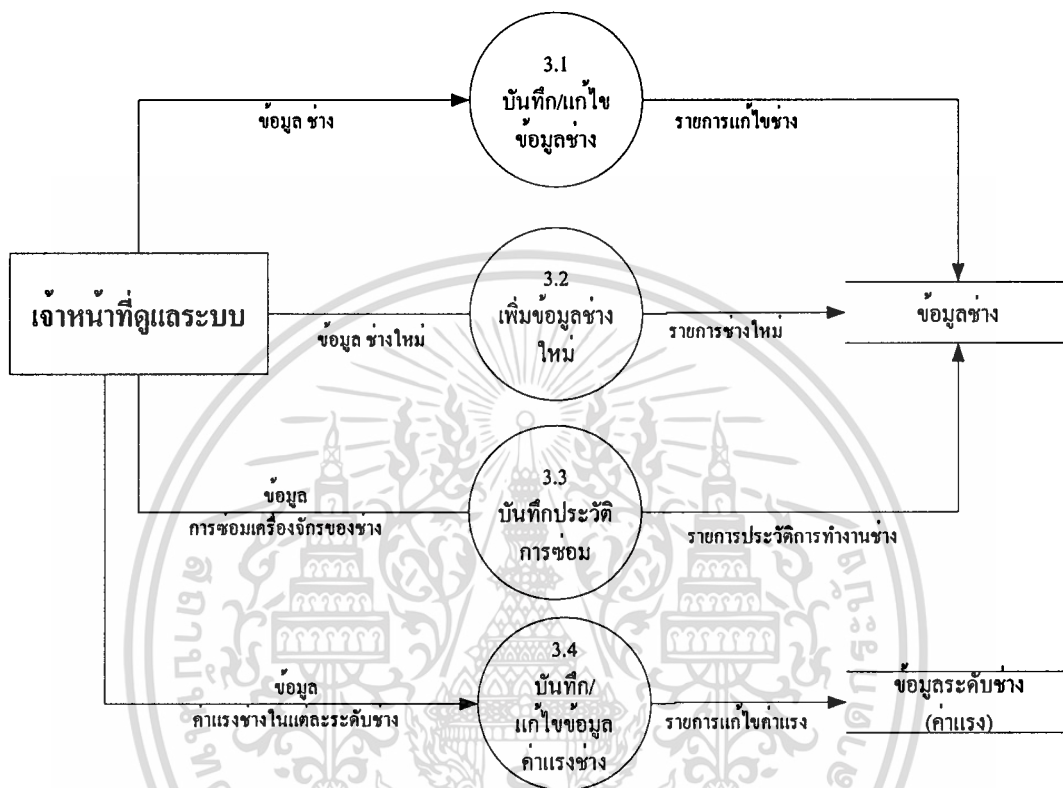 3.1
บันทึก/แก้ไข
ข้อมูลช่าง
ข้อมูล ช่าง
รายการแก้ไขช่าง
เจ้าหน้าที่ดูแลระบบ
3.2
เพิ่มข้อมูลช่าง
ใหม่
ข้อมูล ช่างใหม่
รายการช่างใหม่
ข้อมูลช่าง
3.3
บันทึกประวัติ
การซ่อม
ข้อมูล
การซอมเครื่องจักรของชาง
รายการประวัติการทำงานช่าง
3.4
บันทึก/
แก้ไขข้อมูล
ค่าแรงช่าง
ข้อมูล
คาแรงชางในแตละระดับชาง
รายการแก้ไขค่าแรง
ข้อมูลระดับชาง
(ค่าแรง)